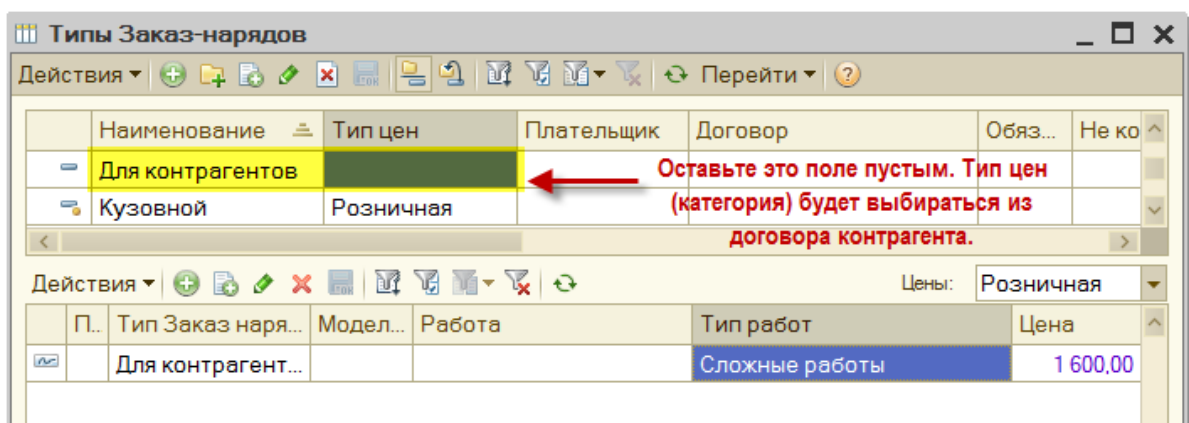 Типы Заказ-нарядов
Действия Перейти
Наименование Тип цен Плательщик Договор Обяз... Не ко
Для контрагентов
Оставьте это поле пустым. Тип цен
(категория) будет выбираться из
договора контрагента.
Кузовной Розничная
Действия Цены: Розничная
П.. Тип Заказ наря... Модел... Работа Тип работ Цена
Для контрагент... Сложные работы 1 600,00